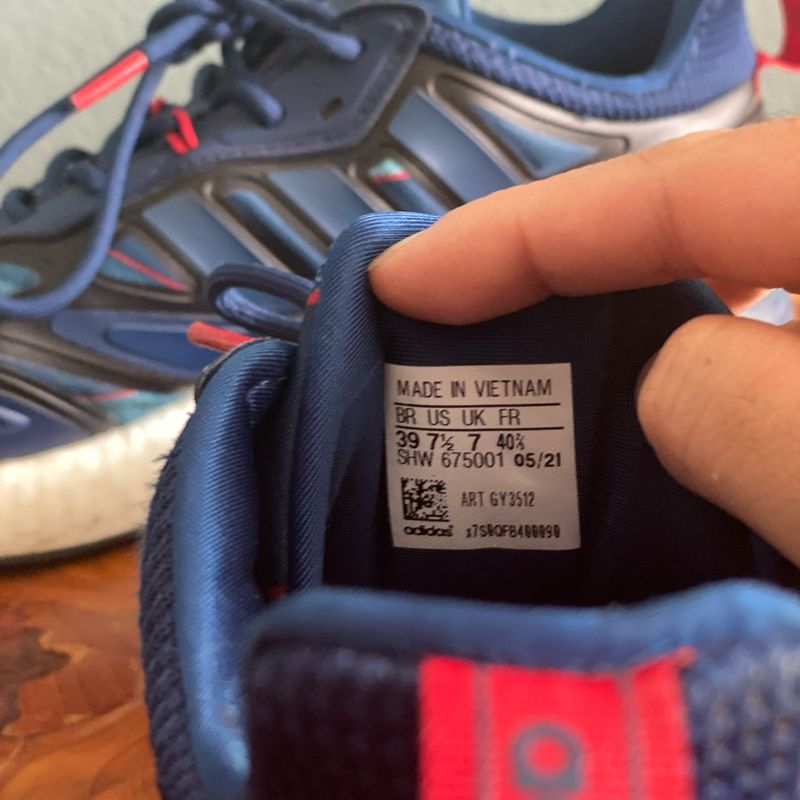 MADE IN VIETNAM
BR US UK FR
39 7½ 7 40⅔
SHW 675001 05/21
ART GY3512
adidas x7S0QFB400090